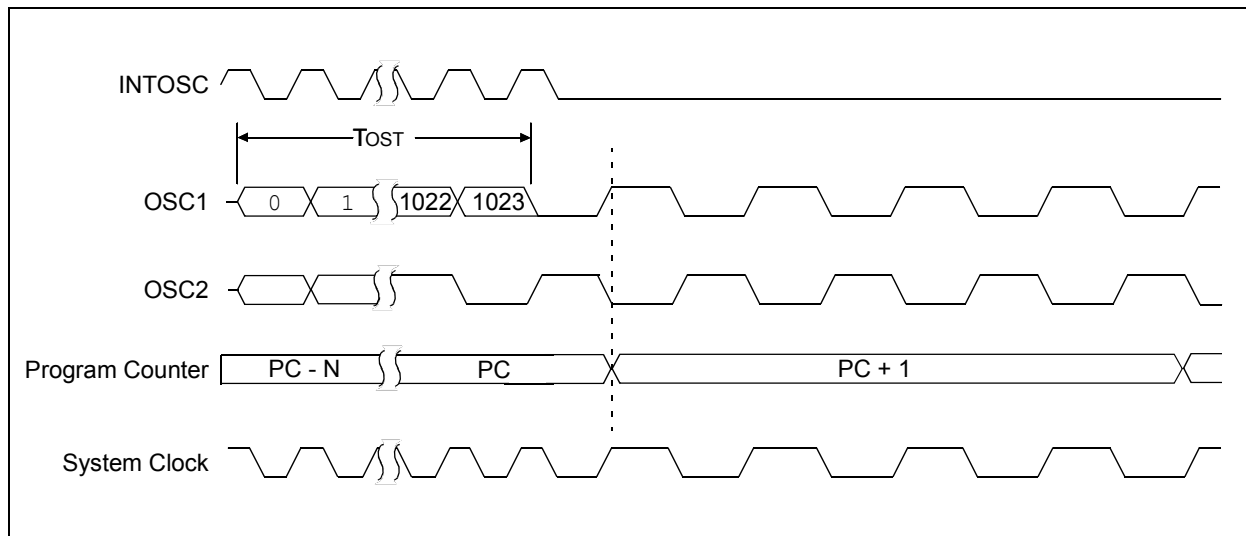 INTOSC
TOST
OSC1 0 1 1022 1023
OSC2
Program Counter PC - N PC PC + 1
System Clock